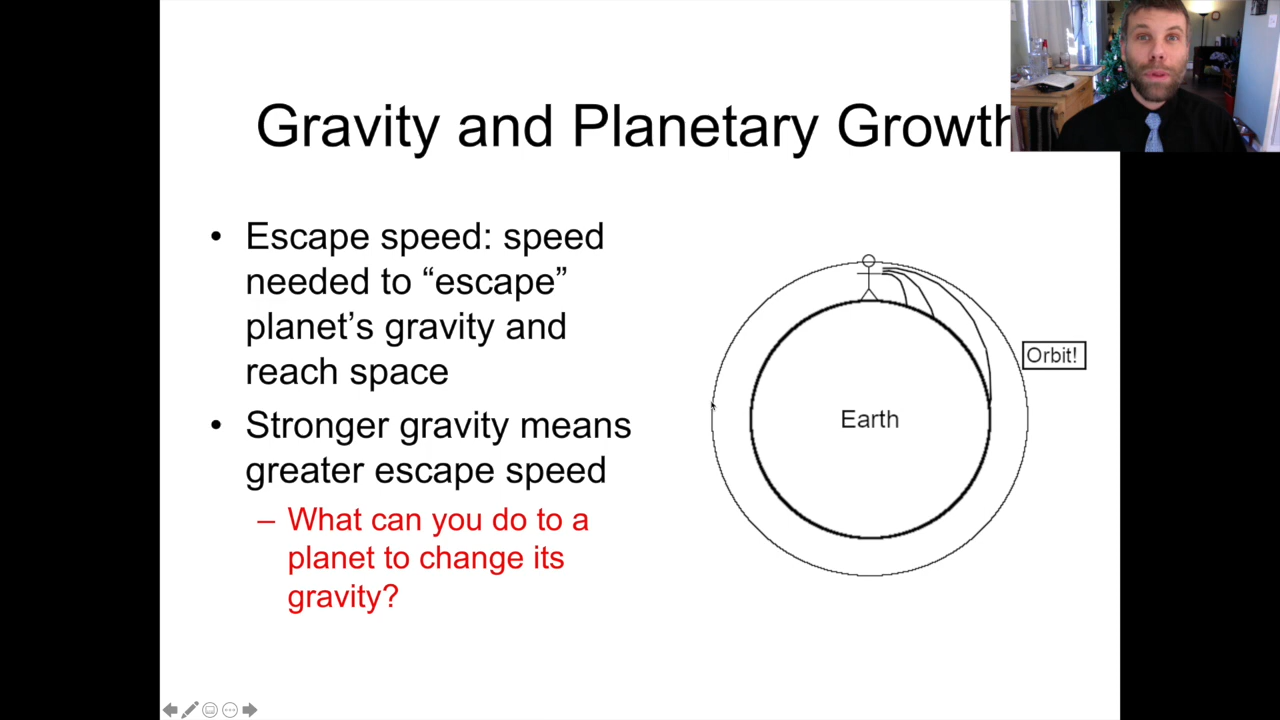 Gravity and Planetary Growth
• Escape speed: speed
needed to “escape”
planet’s gravity and
reach space
• Stronger gravity means
greater escape speed
– What can you do to a
planet to change its
gravity?
Orbit!
Earth